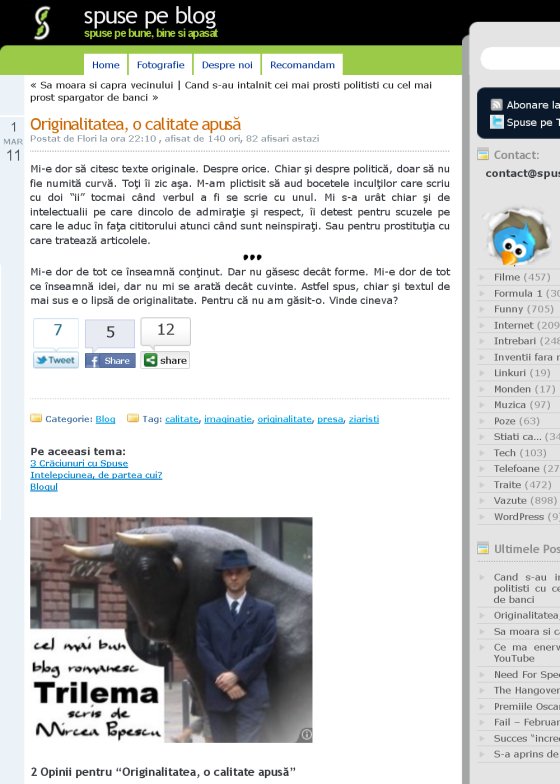 spuse pe blog
spuse pe bune, bine si apasat
Home
Fotografie
Despre noi
Recomandam
« Sa moara si capra vecinului | Cand s-au intalnit cei mai prosti politisti cu cel mai
prost spargator de banci »
1
MAR
11
Originalitatea, o calitate apusă
Postat de Flori la ora 22:10 , afisat de 140 ori, 82 afisari astazi
Mi-e dor să citesc texte originale. Despre orice. Chiar şi despre politică, doar să nu
fie numită curvă. Toţi îi zic aşa. M-am plictisit să aud bocetele inculţilor care scriu
cu doi “ii” tocmai când verbul a fi se scrie cu unul. Mi s-a urât chiar şi de
intelectualii pe care dincolo de admiraţie şi respect, îi detest pentru scuzele pe
care le aduc în faţa cititorului atunci când sunt neinspiraţi. Sau pentru prostituţia cu
care tratează articolele.
Mi-e dor de tot ce înseamnă conţinut. Dar nu găsesc decât forme. Mi-e dor de tot
ce înseamnă idei, dar nu mi se arată decât cuvinte. Astfel spus, chiar şi textul de
mai sus e o lipsă de originalitate. Pentru că nu am găsit-o. Vinde cineva?
7
5
12
Tweet
Share
share
Categorie: Blog
Tag: calitate, imaginatie, originalitate, presa, ziaristi
Pe aceeasi tema:
3 Crăciunuri cu Spuse
Intelepciunea, de partea cui?
Blogul
cel mai bun
blog romanesc
Trilema
scris de
Mircea Popescu
2 Opinii pentru “Originalitatea, o calitate apusă”
Abonare la
Spuse pe T
Contact:
contact@spus
Filme (457)
Formula 1 (30
Funny (705)
Internet (209
Intrebari (248
Inventii fara r
Linkuri (19)
Monden (17)
Muzica (97)
Poze (63)
Stiati ca... (34
Tech (103)
Telefoane (27
Traite (472)
Vazute (898)
WordPress (9
Ultimele Pos
Cand s-au in
politisti cu ce
de banci
Originalitatea,
Sa moara si c
Ce ma enerv
YouTube
Need For Spee
The Hangover
Premiile Osca
Fail – Februar
Succes “incre
S-a aprins de